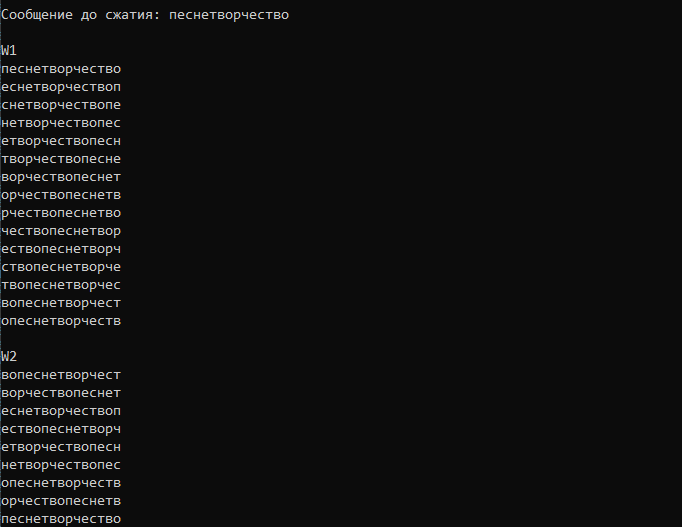 Сообщение до сжатия: песнетворчество
W1
песнетворчество
еснетворчествоп
снетворчествопе
нетворчествопес
етворчествопесн
творчествопесне
ворчествопеснет
орчествопеснетв
рчествопеснетво
чествопеснетвор
ествопеснетворч
ствопеснетворче
твопеснетворчес
вопеснетворчест
опеснетворчеств
W2
вопеснетворчест
ворчествопеснет
еснетворчествоп
ествопеснетворч
етворчествопесн
нетворчествопес
опеснетворчеств
орчествопеснетв
песнетворчество